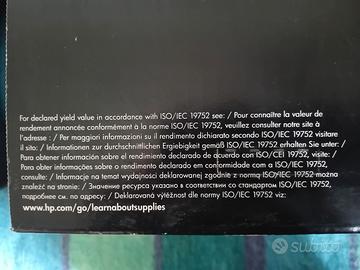 For declared yield value in accordance with ISO/IEC 19752 see: / Pour connaître la valeur de
rendement annoncée conformément à la norme ISO/IEC 19752, veuillez consulter notre site à
l'adresse : / Per maggiori informazioni su il rendimento dichiarato secondo ISO/IEC 19752 visitare
il sito: / Informationen zur durchschnittlichen Ergiebigkeit gemäß ISO/IEC 19752 erhalten Sie unter: /
Para obtener información sobre el rendimiento declarado de acuerdo con ISO/CEI 19752, visite: /
Para informações sobre o rendimento declarado em conformidade com a ISO/IEC 19752, consulte:
/ Informacje na temat wydajności deklarowanej zgodnie z normą ISO/IEC 19752 można
znaleźć na stronie: / Значение ресурса указано в соответствии со стандартом ISO/IEC 19752,
подробнее см. по адресу: / Deklarovaná výtěžnost dle normy ISO/IEC 19752 viz:
www.hp.com/go/learnaboutsupplies
subito